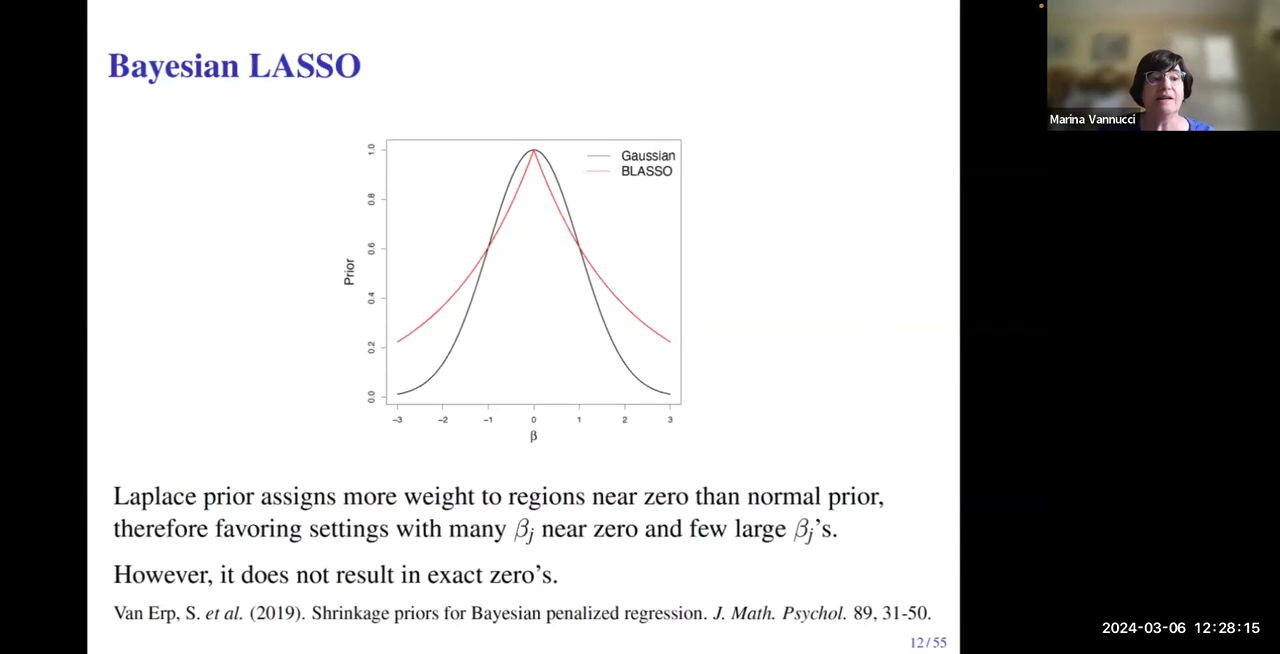 Bayesian LASSO
Gaussian
BLASSO
Prior
1.0
0.8
0.6
0.4
0.2
0.0
−3 −2 −1 0 1 2 3
β
Laplace prior assigns more weight to regions near zero than normal prior,
therefore favoring settings with many βj near zero and few large βj's.
However, it does not result in exact zero's.
Van Erp, S. et al. (2019). Shrinkage priors for Bayesian penalized regression. J. Math. Psychol. 89, 31-50.
12/55
Marina Vannucci
2024-03-06 12:28:15